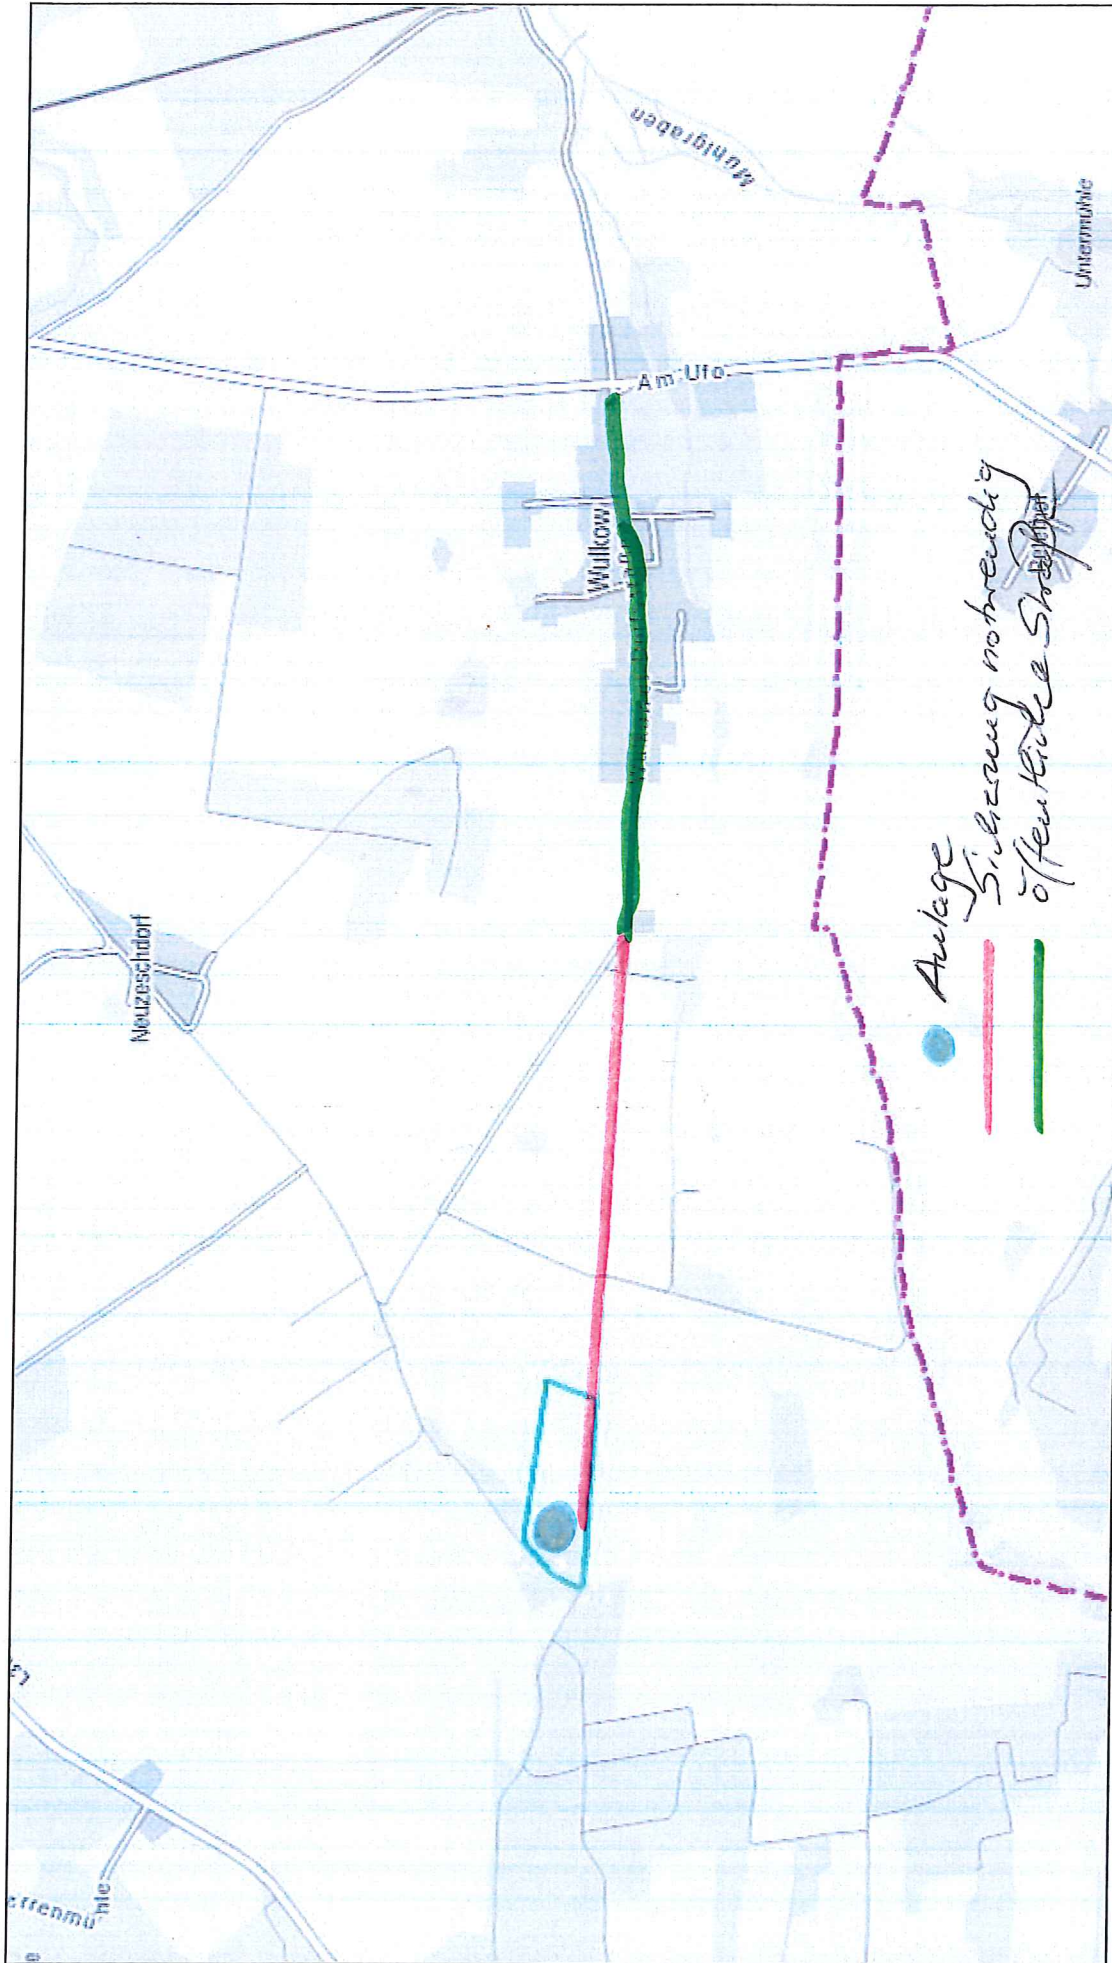 Neuzeschdorf
Mühlgraben
Am Ufo
Wulkow
Untermühle
Anlage
Sicherung notwendig
öffentliche Straße